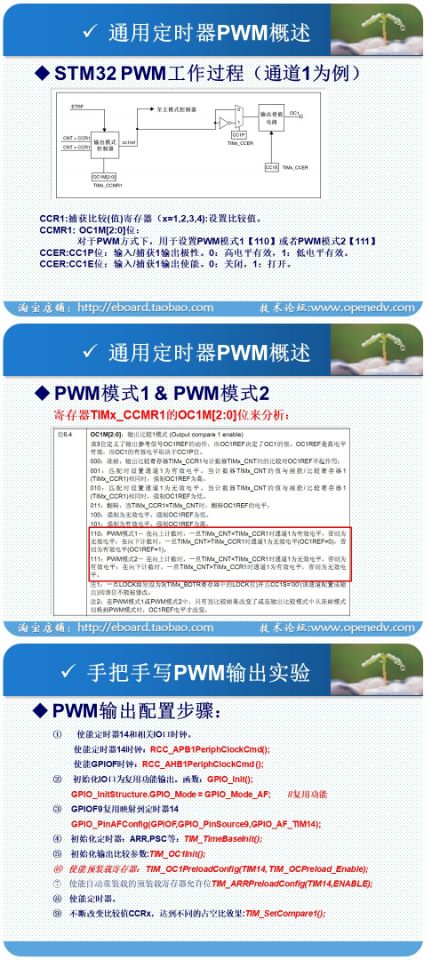 ✓ 通用定时器PWM概述
◆STM32 PWM工作过程（通道1为例）
ETRF
至主模式控制器
CNT > CCR1
CNT = CCR1
输出模式
控制器
oc1ref
0
1
CC1P
TIMx_CCER
输出使能
电路
OC1
OC1M[2:0]
TIMx_CCMR1
CC1E
TIMx_CCER
CCR1:捕获比较(值)寄存器（x=1,2,3,4):设置比较值。
CCMR1: OC1M[2:0]位：
对于PWM方式下，用于设置PWM模式1【110】或者PWM模式2【111】
CCER:CC1P位：输入/捕获1输出极性。0：高电平有效，1：低电平有效。
CCER:CC1E位：输入/捕获1输出使能。0：关闭，1：打开。
淘宝店铺：http://eboard.taobao.com
技术论坛:www.openedv.com
✓ 通用定时器PWM概述
◆PWM模式1 & PWM模式2
寄存器TIMx_CCMR1的OC1M[2:0]位来分析：
位6:4
OC1M[2:0]：输出比较1模式 (Output compare 1 enable)
该3位定义了输出参考信号OC1REF的动作，而OC1REF决定了OC1的值。OC1REF是高电平
有效，而OC1的有效电平取决于CC1P位。
000：冻结。输出比较寄存器TIMx_CCR1与计数器TIMx_CNT间的比较对OC1REF不起作用；
001：匹配时设置通道1为有效电平。当计数器TIMx_CNT的值与捕获/比较寄存器1
(TIMx_CCR1)相同时，强制OC1REF为高。
010：匹配时设置通道1为无效电平。当计数器TIMx_CNT的值与捕获/比较寄存器1
(TIMx_CCR1)相同时，强制OC1REF为低。
011：翻转。当TIMx_CCR1=TIMx_CNT时，翻转OC1REF的电平。
100：强制为无效电平。强制OC1REF为低。
101：强制为有效电平。强制OC1REF为高。
110：PWM模式1－ 在向上计数时，一旦TIMx_CNT<TIMx_CCR1时通道1为有效电平，否则为
无效电平；在向下计数时，一旦TIMx_CNT>TIMx_CCR1时通道1为无效电平(OC1REF=0)，否
则为有效电平(OC1REF=1)。
111：PWM模式2－ 在向上计数时，一旦TIMx_CNT<TIMx_CCR1时通道1为无效电平，否则为
有效电平；在向下计数时，一旦TIMx_CNT>TIMx_CCR1时通道1为有效电平，否则为无效电
平。
注1：一旦LOCK级别设为3(TIMx_BDTR寄存器中的LOCK位)并且CC1S='00'(该通道配置成输
出)则该位不能被修改。
注2：在PWM模式1或PWM模式2中，只有当比较结果改变了或在输出比较模式中从冻结模式
切换到PWM模式时，OC1REF电平才改变。
淘宝店铺：http://eboard.taobao.com
技术论坛:www.openedv.com
✓ 手把手写PWM输出实验
◆PWM输出配置步骤：
① 使能定时器14和相关IO口时钟。
使能定时器14时钟：RCC_APB1PeriphClockCmd();
使能GPIOF时钟：RCC_AHB1PeriphClockCmd ();
② 初始化IO口为复用功能输出。函数：GPIO_Init();
GPIO_InitStructure.GPIO_Mode = GPIO_Mode_AF; //复用功能
③ GPIOF9复用映射到定时器14
GPIO_PinAFConfig(GPIOF,GPIO_PinSource9,GPIO_AF_TIM14);
④ 初始化定时器：ARR,PSC等：TIM_TimeBaseInit();
⑤ 初始化输出比较参数:TIM_OC1Init();
⑥ 使能预装载寄存器： TIM_OC1PreloadConfig(TIM14, TIM_OCPreload_Enable);
⑦ 使能自动重装载的预装载寄存器允许位TIM_ARRPreloadConfig(TIM14,ENABLE);
⑧ 使能定时器。
⑨ 不断改变比较值CCRx，达到不同的占空比效果:TIM_SetCompare1();
淘宝店铺：http://eboard.taobao.com
技术论坛:www.openedv.com